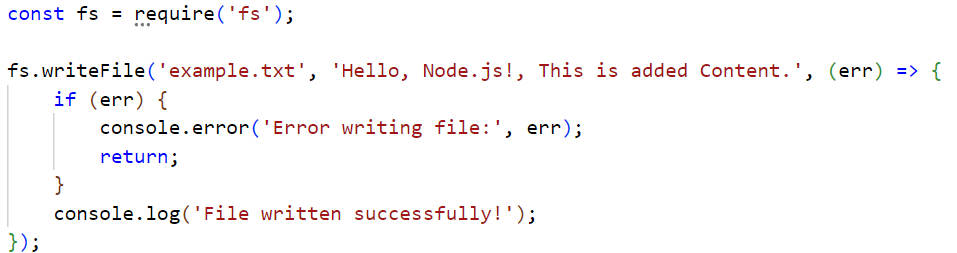 const fs = require('fs');
fs.writeFile('example.txt', 'Hello, Node.js!, This is added Content.', (err) => {
    if (err) {
        console.error('Error writing file:', err);
        return;
    }
    console.log('File written successfully!');
});